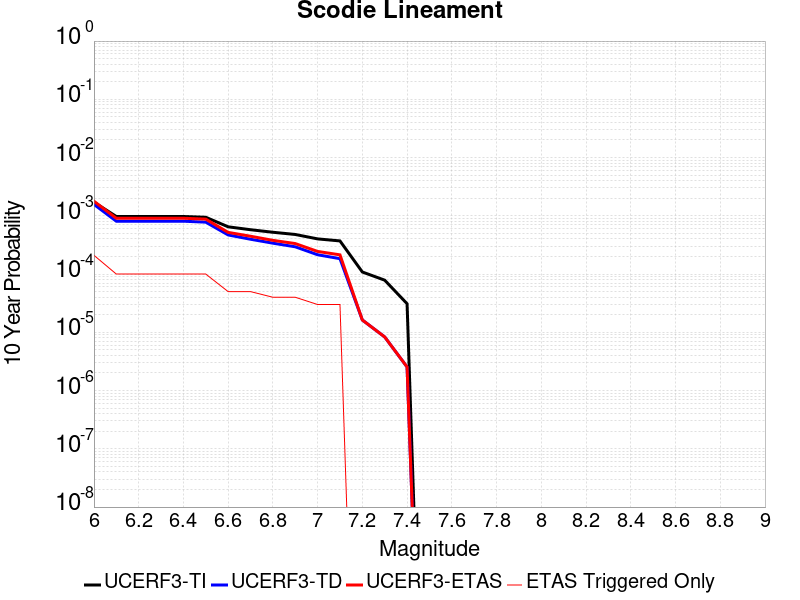 Scodie Lineament
10^0
10^-1
10^-2
10^-3
10^-4
10^-5
10^-6
10^-7
10^-8
10 Year Probability
6 6.2 6.4 6.6 6.8 7 7.2 7.4 7.6 7.8 8 8.2 8.4 8.6 8.8 9
Magnitude
UCERF3-TI UCERF3-TD UCERF3-ETAS ETAS Triggered Only